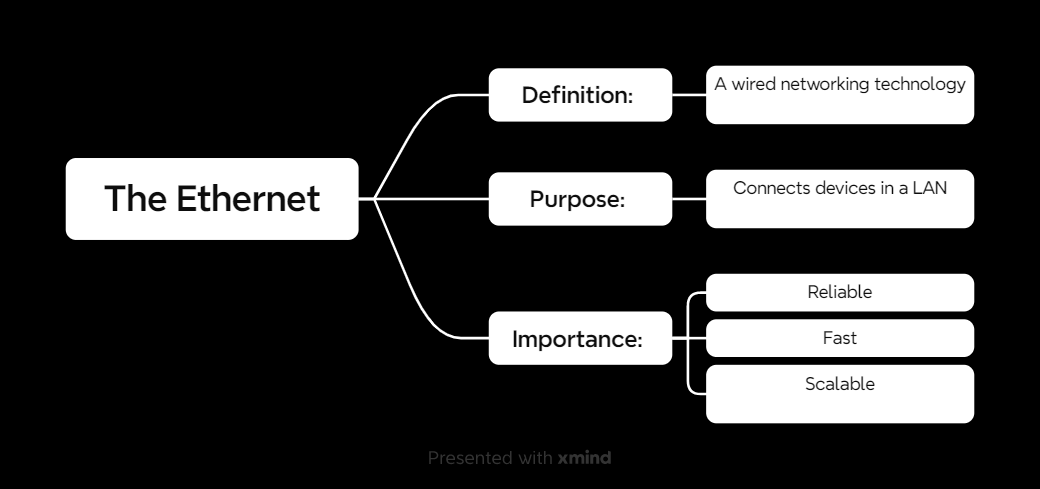 The Ethernet
Definition:
A wired networking technology
Purpose:
Connects devices in a LAN
Importance:
Reliable
Fast
Scalable
Presented with xmind